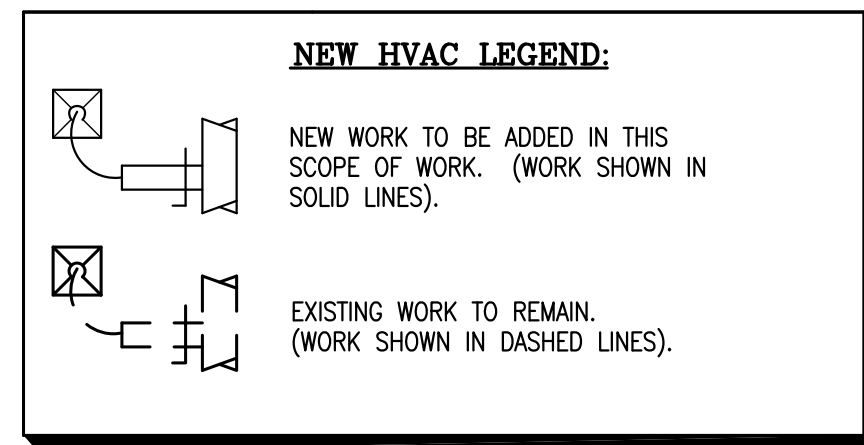 NEW HVAC LEGEND:
NEW WORK TO BE ADDED IN THIS
SCOPE OF WORK. (WORK SHOWN IN
SOLID LINES).
EXISTING WORK TO REMAIN.
(WORK SHOWN IN DASHED LINES).